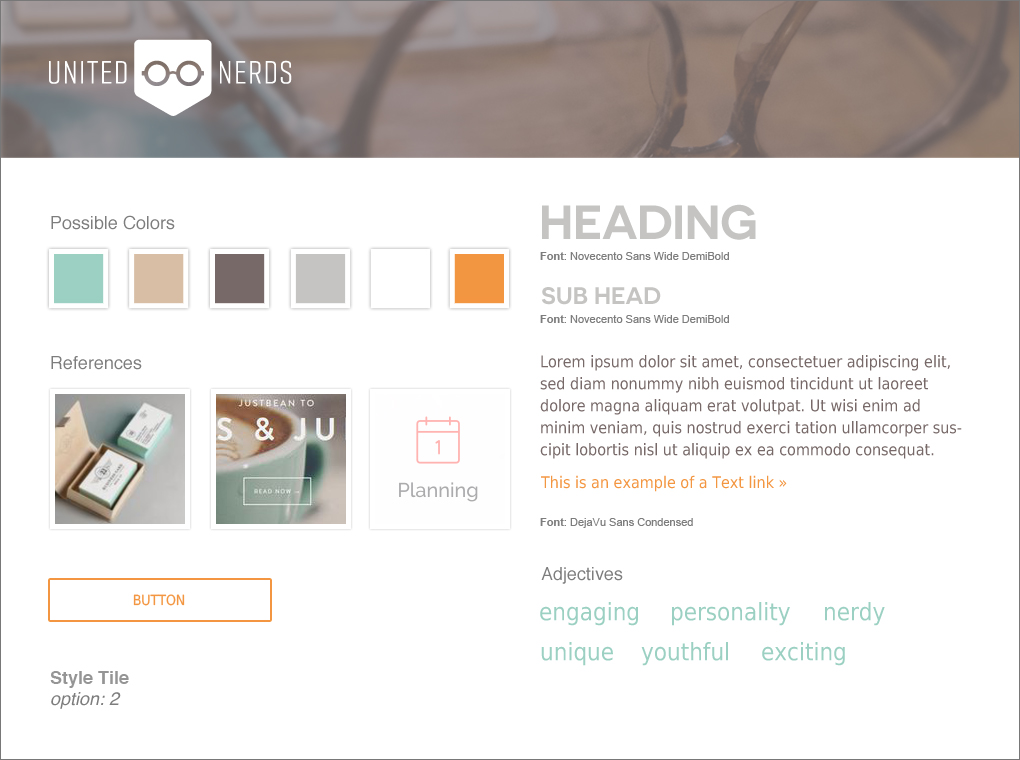 UNITED NERDS
Possible Colors
References
JUSTBEAN TO
S & JU
READ NOW
1
Planning
BUTTON
Style Tile
option: 2
HEADING
Font: Novecento Sans Wide DemiBold
SUB HEAD
Font: Novecento Sans Wide DemiBold
Lorem ipsum dolor sit amet, consectetuer adipiscing elit,
sed diam nonummy nibh euismod tincidunt ut laoreet
dolore magna aliquam erat volutpat. Ut wisi enim ad
minim veniam, quis nostrud exerci tation ullamcorper sus-
cipit lobortis nisl ut aliquip ex ea commodo consequat.
This is an example of a Text link »
Font: DejaVu Sans Condensed
Adjectives
engaging personality nerdy
unique youthful exciting